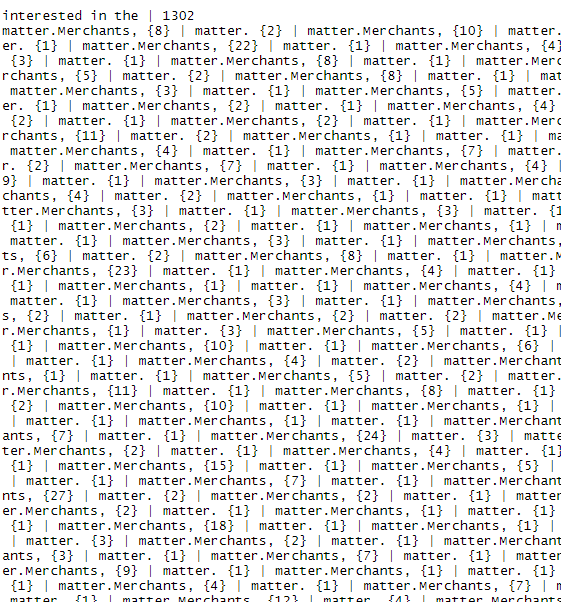 interested in the | 1302
matter.Merchants, {8} | matter. {2} | matter.Merchants, {10} | matter.
er. {1} | matter.Merchants, {22} | matter. {1} | matter.Merchants, {4}
{3} | matter. {1} | matter.Merchants, {8} | matter. {1} | matter.Merc
rchants, {5} | matter. {2} | matter.Merchants, {8} | matter. {1} | mat
matter.Merchants, {3} | matter. {1} | matter.Merchants, {5} | matter.
er. {1} | matter.Merchants, {2} | matter. {1} | matter.Merchants, {4}
{2} | matter. {1} | matter.Merchants, {2} | matter. {1} | matter.Merc
rchants, {11} | matter. {2} | matter.Merchants, {1} | matter. {1} | ma
matter.Merchants, {4} | matter. {1} | matter.Merchants, {7} | matter.
r. {2} | matter.Merchants, {7} | matter. {1} | matter.Merchants, {4} |
9} | matter. {1} | matter.Merchants, {3} | matter. {1} | matter.Mercha
chants, {4} | matter. {2} | matter.Merchants, {1} | matter. {1} | matt
tter.Merchants, {3} | matter. {1} | matter.Merchants, {3} | matter. {1
{1} | matter.Merchants, {2} | matter. {1} | matter.Merchants, {1} | m
matter. {1} | matter.Merchants, {3} | matter. {1} | matter.Merchants,
ts, {6} | matter. {2} | matter.Merchants, {8} | matter. {1} | matter.M
r.Merchants, {23} | matter. {1} | matter.Merchants, {4} | matter. {1}
{1} | matter.Merchants, {1} | matter. {1} | matter.Merchants, {4} | m
matter. {1} | matter.Merchants, {3} | matter. {1} | matter.Merchants,
s, {2} | matter. {1} | matter.Merchants, {2} | matter. {2} | matter.Me
r.Merchants, {1} | matter. {3} | matter.Merchants, {5} | matter. {1} |
{1} | matter.Merchants, {10} | matter. {1} | matter.Merchants, {6} |
| matter. {1} | matter.Merchants, {4} | matter. {2} | matter.Merchants
nts, {1} | matter. {1} | matter.Merchants, {5} | matter. {2} | matter.
r.Merchants, {11} | matter. {1} | matter.Merchants, {8} | matter. {1}
{2} | matter.Merchants, {10} | matter. {1} | matter.Merchants, {1} |
| matter. {1} | matter.Merchants, {1} | matter. {1} | matter.Merchants
ants, {7} | matter. {1} | matter.Merchants, {24} | matter. {3} | matte
ter.Merchants, {2} | matter. {1} | matter.Merchants, {4} | matter. {1}
{1} | matter.Merchants, {15} | matter. {1} | matter.Merchants, {5} |
| matter. {1} | matter.Merchants, {7} | matter. {1} | matter.Merchants
nts, {27} | matter. {2} | matter.Merchants, {2} | matter. {1} | matter
er.Merchants, {2} | matter. {1} | matter.Merchants, {1} | matter. {1}
{1} | matter.Merchants, {18} | matter. {1} | matter.Merchants, {1} |
| matter. {3} | matter.Merchants, {2} | matter. {1} | matter.Merchants
ants, {3} | matter. {1} | matter.Merchants, {7} | matter. {1} | matter
er.Merchants, {9} | matter. {1} | matter.Merchants, {1} | matter. {1}
{1} | matter.Merchants, {4} | matter. {1} | matter.Merchants, {7} | m
matter. {1} | matter.Merchants, {12} | matter. {4} | matter.Merchants,